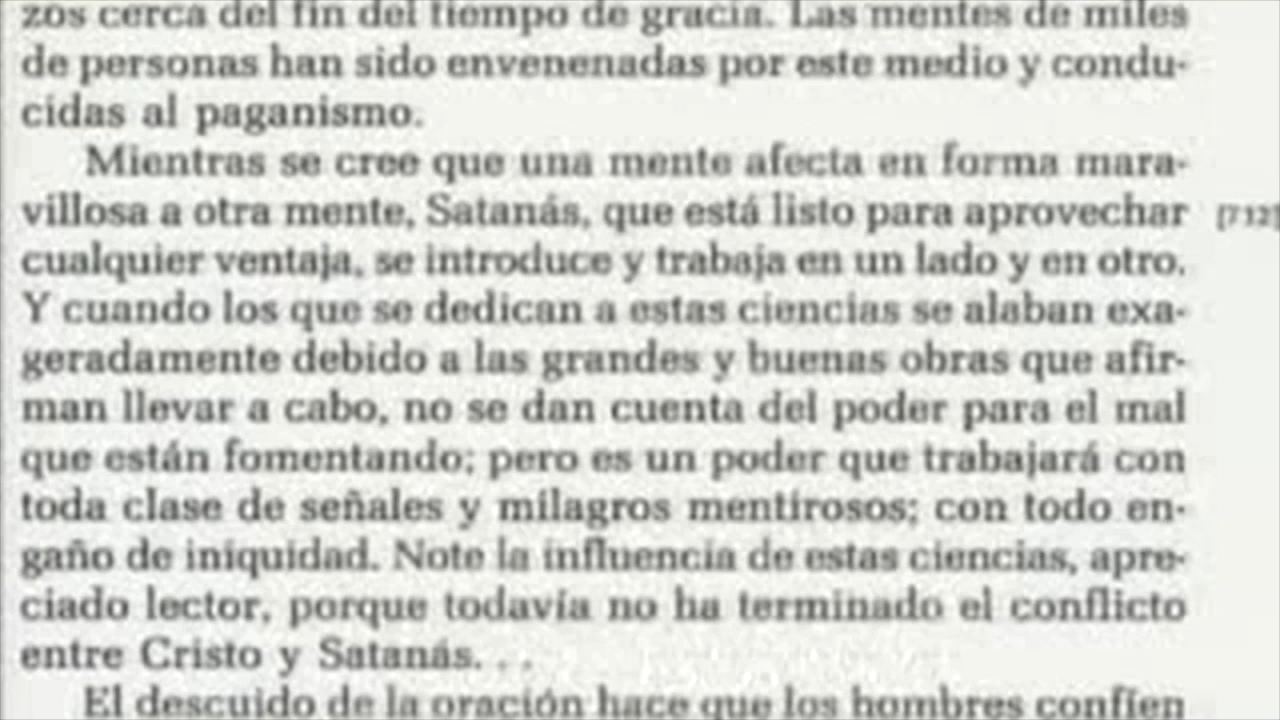 zos cerca del fin del tiempo de gracia. Las mentes de miles
de personas han sido envenenadas por este medio y condu-
cidas al paganismo.
Mientras se cree que una mente afecta en forma mara-
villosa a otra mente, Satanás, que está listo para aprovechar [712]
cualquier ventaja, se introduce y trabaja en un lado y en otro.
Y cuando los que se dedican a estas ciencias se alaban exa-
geradamente debido a las grandes y buenas obras que afir-
man llevar a cabo, no se dan cuenta del poder para el mal
que están fomentando; pero es un poder que trabajará con
toda clase de señales y milagros mentirosos; con todo en-
gaño de iniquidad. Note la influencia de estas ciencias, apre-
ciado lector, porque todavía no ha terminado el conflicto
entre Cristo y Satanás. . .
El descuido de la oración hace que los hombres confíen